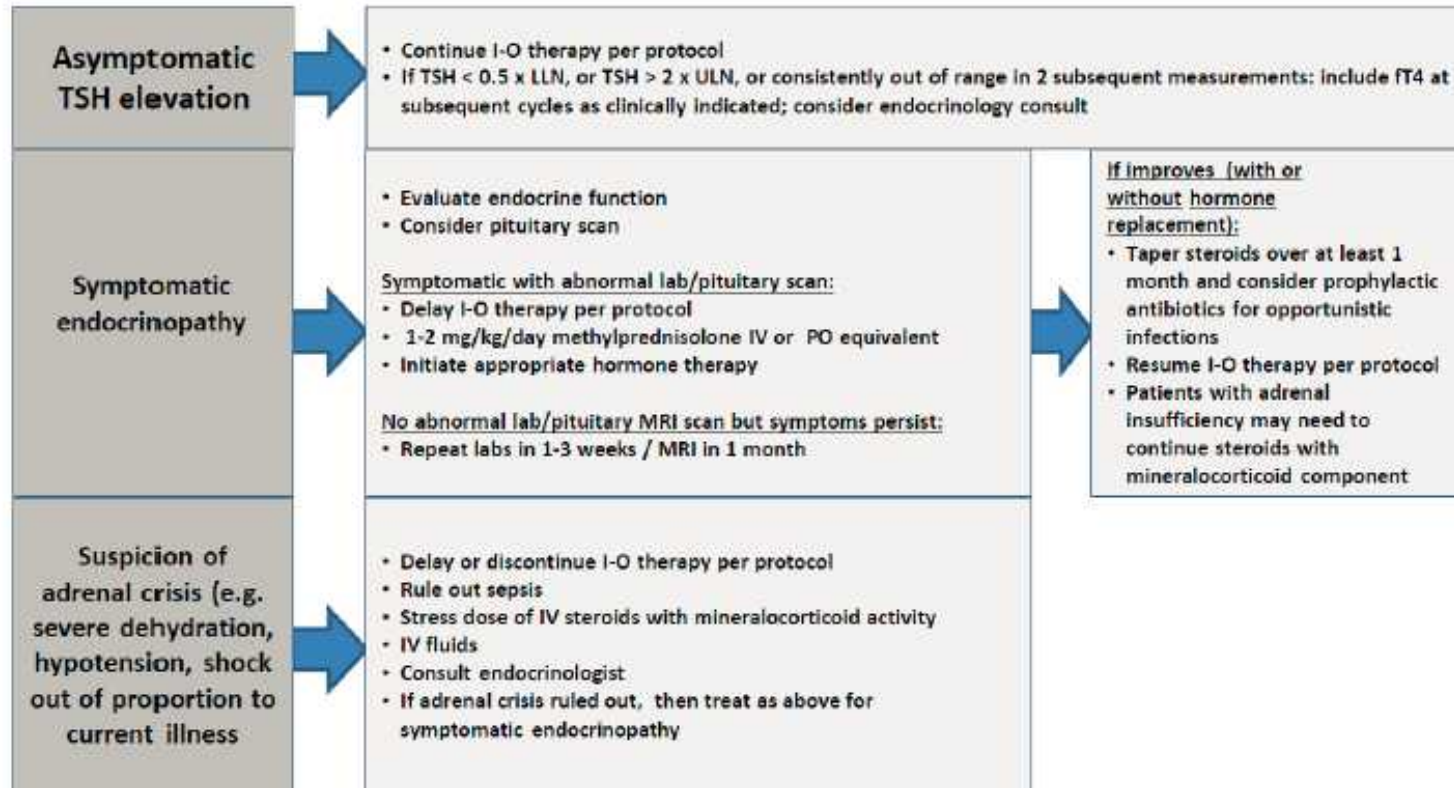 Asymptomatic
TSH elevation
• Continue I-O therapy per protocol
• If TSH < 0.5 x LLN, or TSH > 2 x ULN, or consistently out of range in 2 subsequent measurements: include fT4 at
subsequent cycles as clinically indicated; consider endocrinology consult
Symptomatic
endocrinopathy
• Evaluate endocrine function
• Consider pituitary scan
Symptomatic with abnormal lab/pituitary scan:
• Delay I-O therapy per protocol
• 1-2 mg/kg/day methylprednisolone IV or PO equivalent
• Initiate appropriate hormone therapy
No abnormal lab/pituitary MRI scan but symptoms persist:
• Repeat labs in 1-3 weeks / MRI in 1 month
If improves (with or
without hormone
replacement):
• Taper steroids over at least 1
month and consider prophylactic
antibiotics for opportunistic
infections
• Resume I-O therapy per protocol
• Patients with adrenal
insufficiency may need to
continue steroids with
mineralocorticoid component
Suspicion of
adrenal crisis (e.g.
severe dehydration,
hypotension, shock
out of proportion to
current illness
• Delay or discontinue I-O therapy per protocol
• Rule out sepsis
• Stress dose of IV steroids with mineralocorticoid activity
• IV fluids
• Consult endocrinologist
• If adrenal crisis ruled out, then treat as above for
symptomatic endocrinopathy